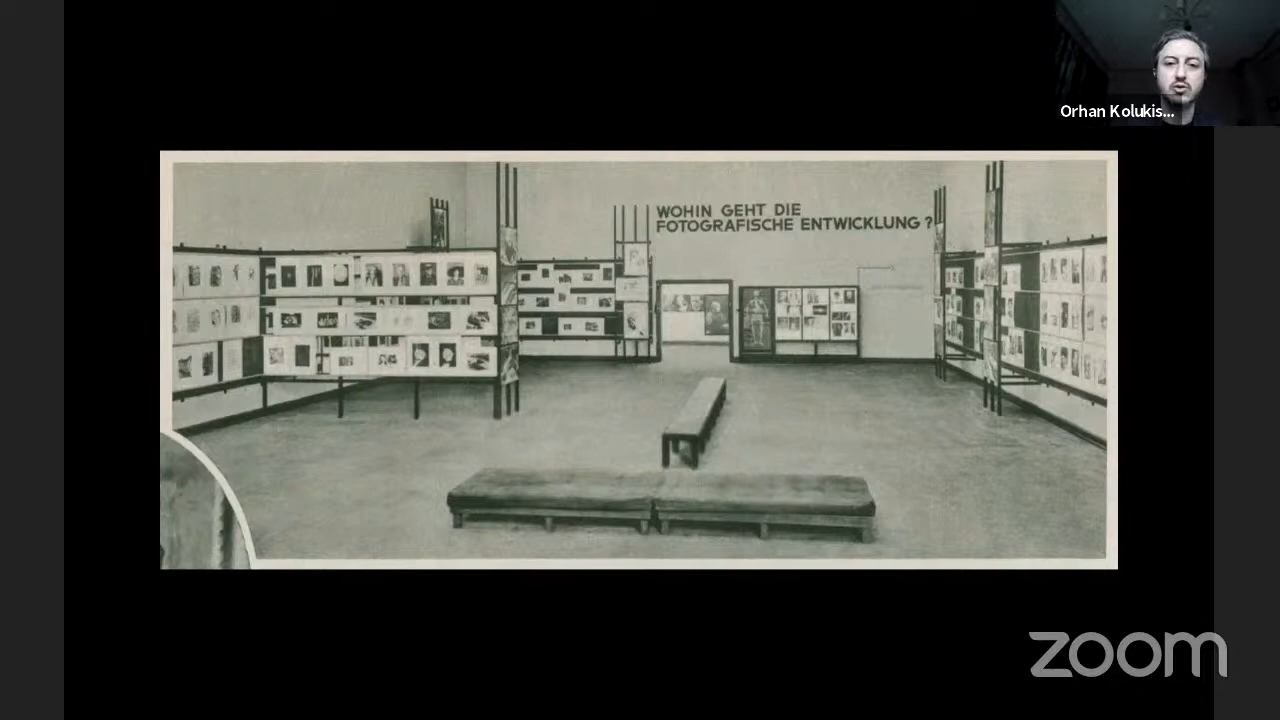 Orhan Kolukis...
WOHIN GEHT DIE
FOTOGRAFISCHE ENTWICKLUNG ?
zoom